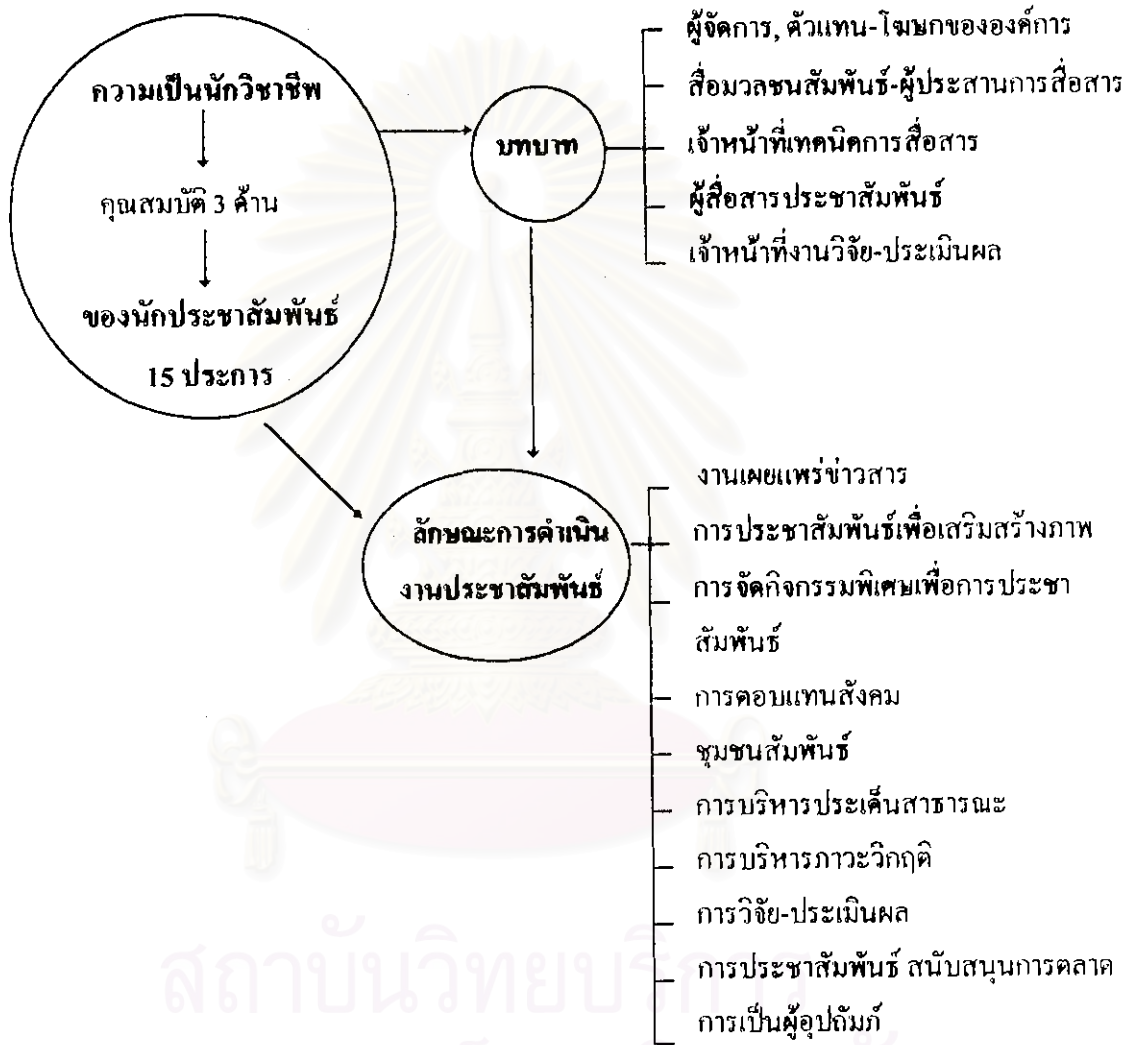 ความเป็นนักวิชาชีพ
คุณสมบัติ 3 ด้าน
ของนักประชาสัมพันธ์
15 ประการ
บทบาท
ผู้จัดการ, ตัวแทน-โฆษกขององค์การ
สื่อมวลชนสัมพันธ์-ผู้ประสานการสื่อสาร
เจ้าหน้าที่เทคนิคการสื่อสาร
ผู้สื่อสารประชาสัมพันธ์
เจ้าหน้าที่งานวิจัย-ประเมินผล
ลักษณะการดำเนิน
งานประชาสัมพันธ์
งานเผยแพร่ข่าวสาร
การประชาสัมพันธ์เพื่อเสริมสร้างภาพ
การจัดกิจกรรมพิเศษเพื่อการประชา
สัมพันธ์
การตอบแทนสังคม
ชุมชนสัมพันธ์
การบริหารประเด็นสาธารณะ
การบริหารภาวะวิกฤติ
การวิจัย-ประเมินผล
การประชาสัมพันธ์ สนับสนุนการตลาด
การเป็นผู้อุปถัมภ์
สถาบันวิทยบริการ